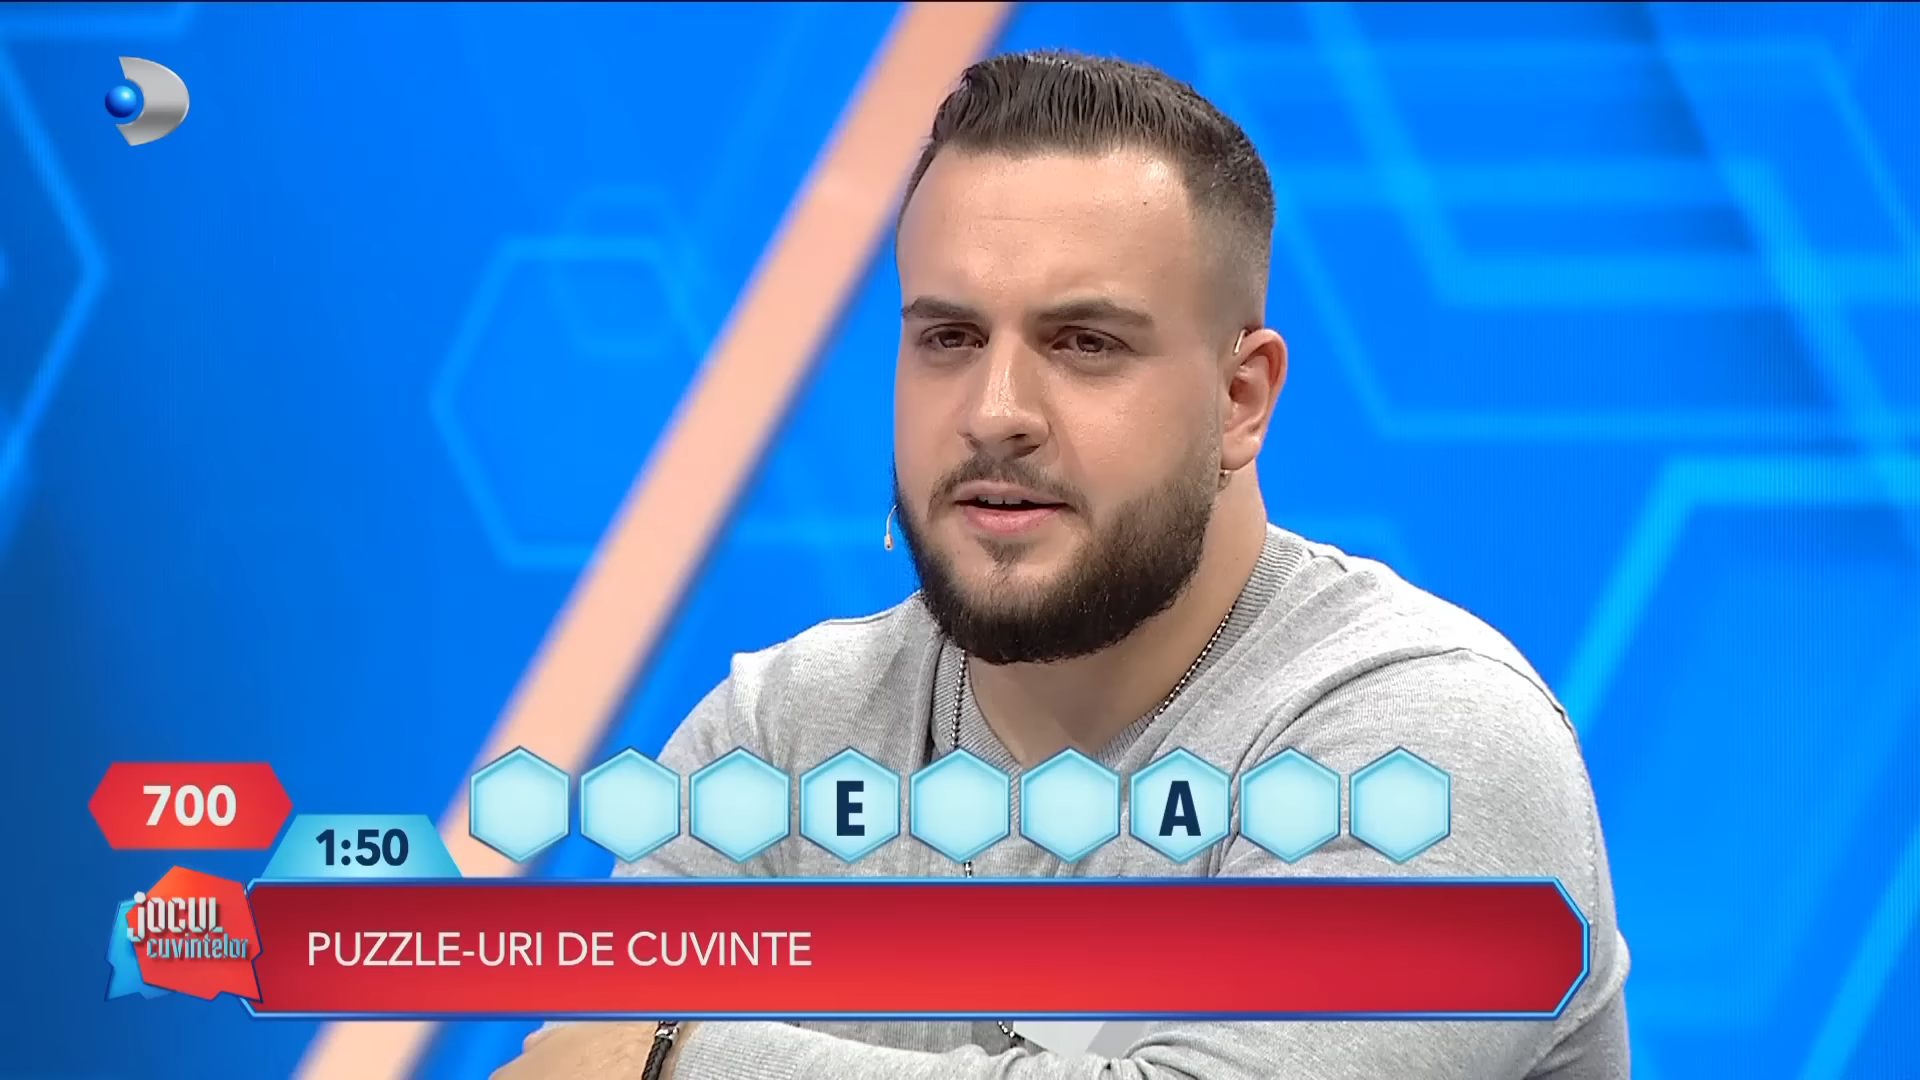 E A
700
1:50
jocul
cuvintelor
PUZZLE-URI DE CUVINTE